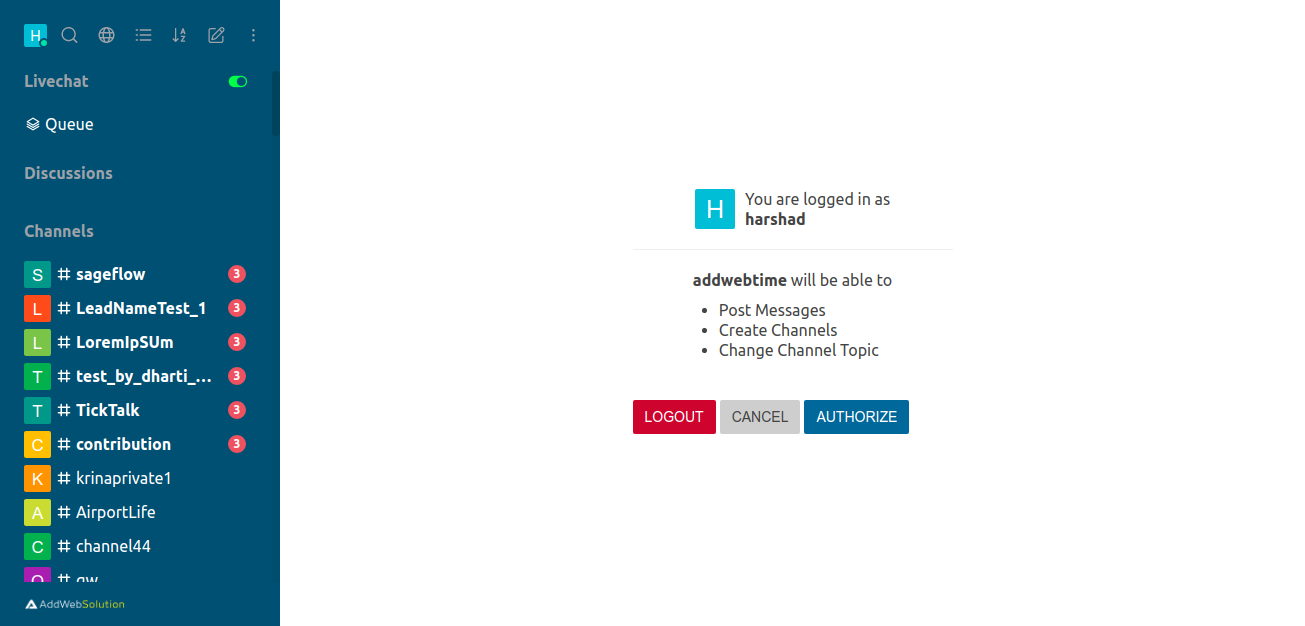 H
Livechat
Queue
Discussions
Channels
S sageflow 3
L LeadNameTest_1 3
L LoremIpSUm 3
T test_by_dharti_... 3
T TickTalk 3
C contribution 3
K krinaprivate1
A AirportLife
C channel44
AddWebSolution
H You are logged in as
harshad
addwebtime will be able to
• Post Messages
• Create Channels
• Change Channel Topic
LOGOUT CANCEL AUTHORIZE